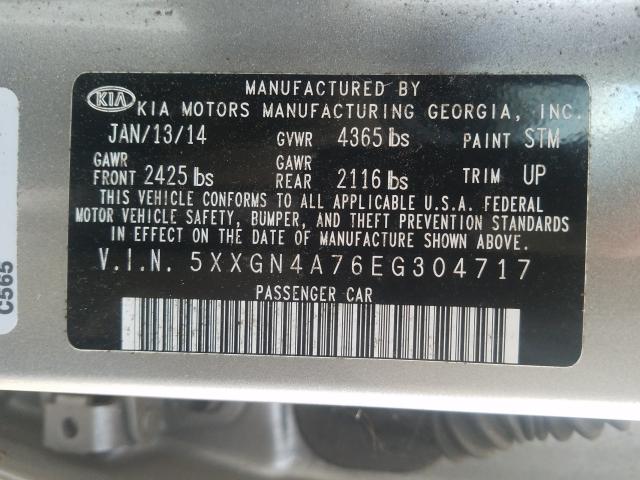 MANUFACTURED BY
KIA KIA MOTORS MANUFACTURING GEORGIA, INC.
JAN/13/14 GVWR 4365 lbs PAINT STM
GAWR FRONT 2425 lbs GAWR REAR 2116 lbs TRIM UP
THIS VEHICLE CONFORMS TO ALL APPLICABLE U.S.A. FEDERAL
MOTOR VEHICLE SAFETY, BUMPER, AND THEFT PREVENTION STANDARDS
IN EFFECT ON THE DATE OF MANUFACTURE SHOWN ABOVE.
V.I.N. 5XXGN4A76EG304717
PASSENGER CAR
C565